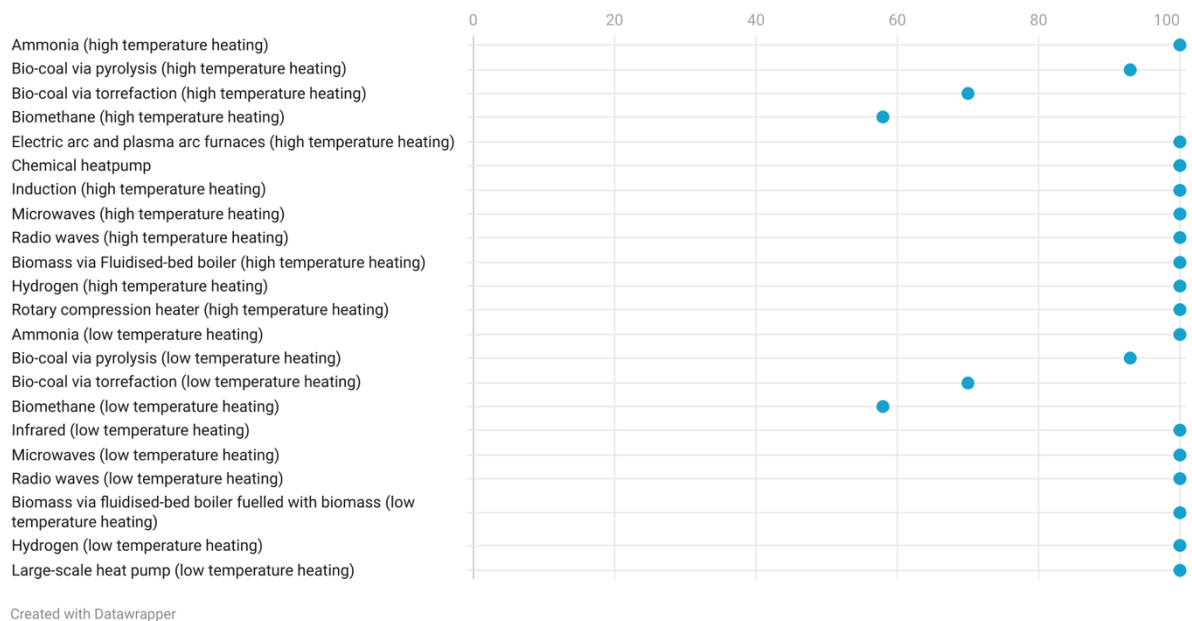 0 20 40 60 80 100
Ammonia (high temperature heating)
Bio-coal via pyrolysis (high temperature heating)
Bio-coal via torrefaction (high temperature heating)
Biomethane (high temperature heating)
Electric arc and plasma arc furnaces (high temperature heating)
Chemical heatpump
Induction (high temperature heating)
Microwaves (high temperature heating)
Radio waves (high temperature heating)
Biomass via Fluidised-bed boiler (high temperature heating)
Hydrogen (high temperature heating)
Rotary compression heater (high temperature heating)
Ammonia (low temperature heating)
Bio-coal via pyrolysis (low temperature heating)
Bio-coal via torrefaction (low temperature heating)
Biomethane (low temperature heating)
Infrared (low temperature heating)
Microwaves (low temperature heating)
Radio waves (low temperature heating)
Biomass via fluidised-bed boiler fuelled with biomass (low
temperature heating)
Hydrogen (low temperature heating)
Large-scale heat pump (low temperature heating)
Created with Datawrapper